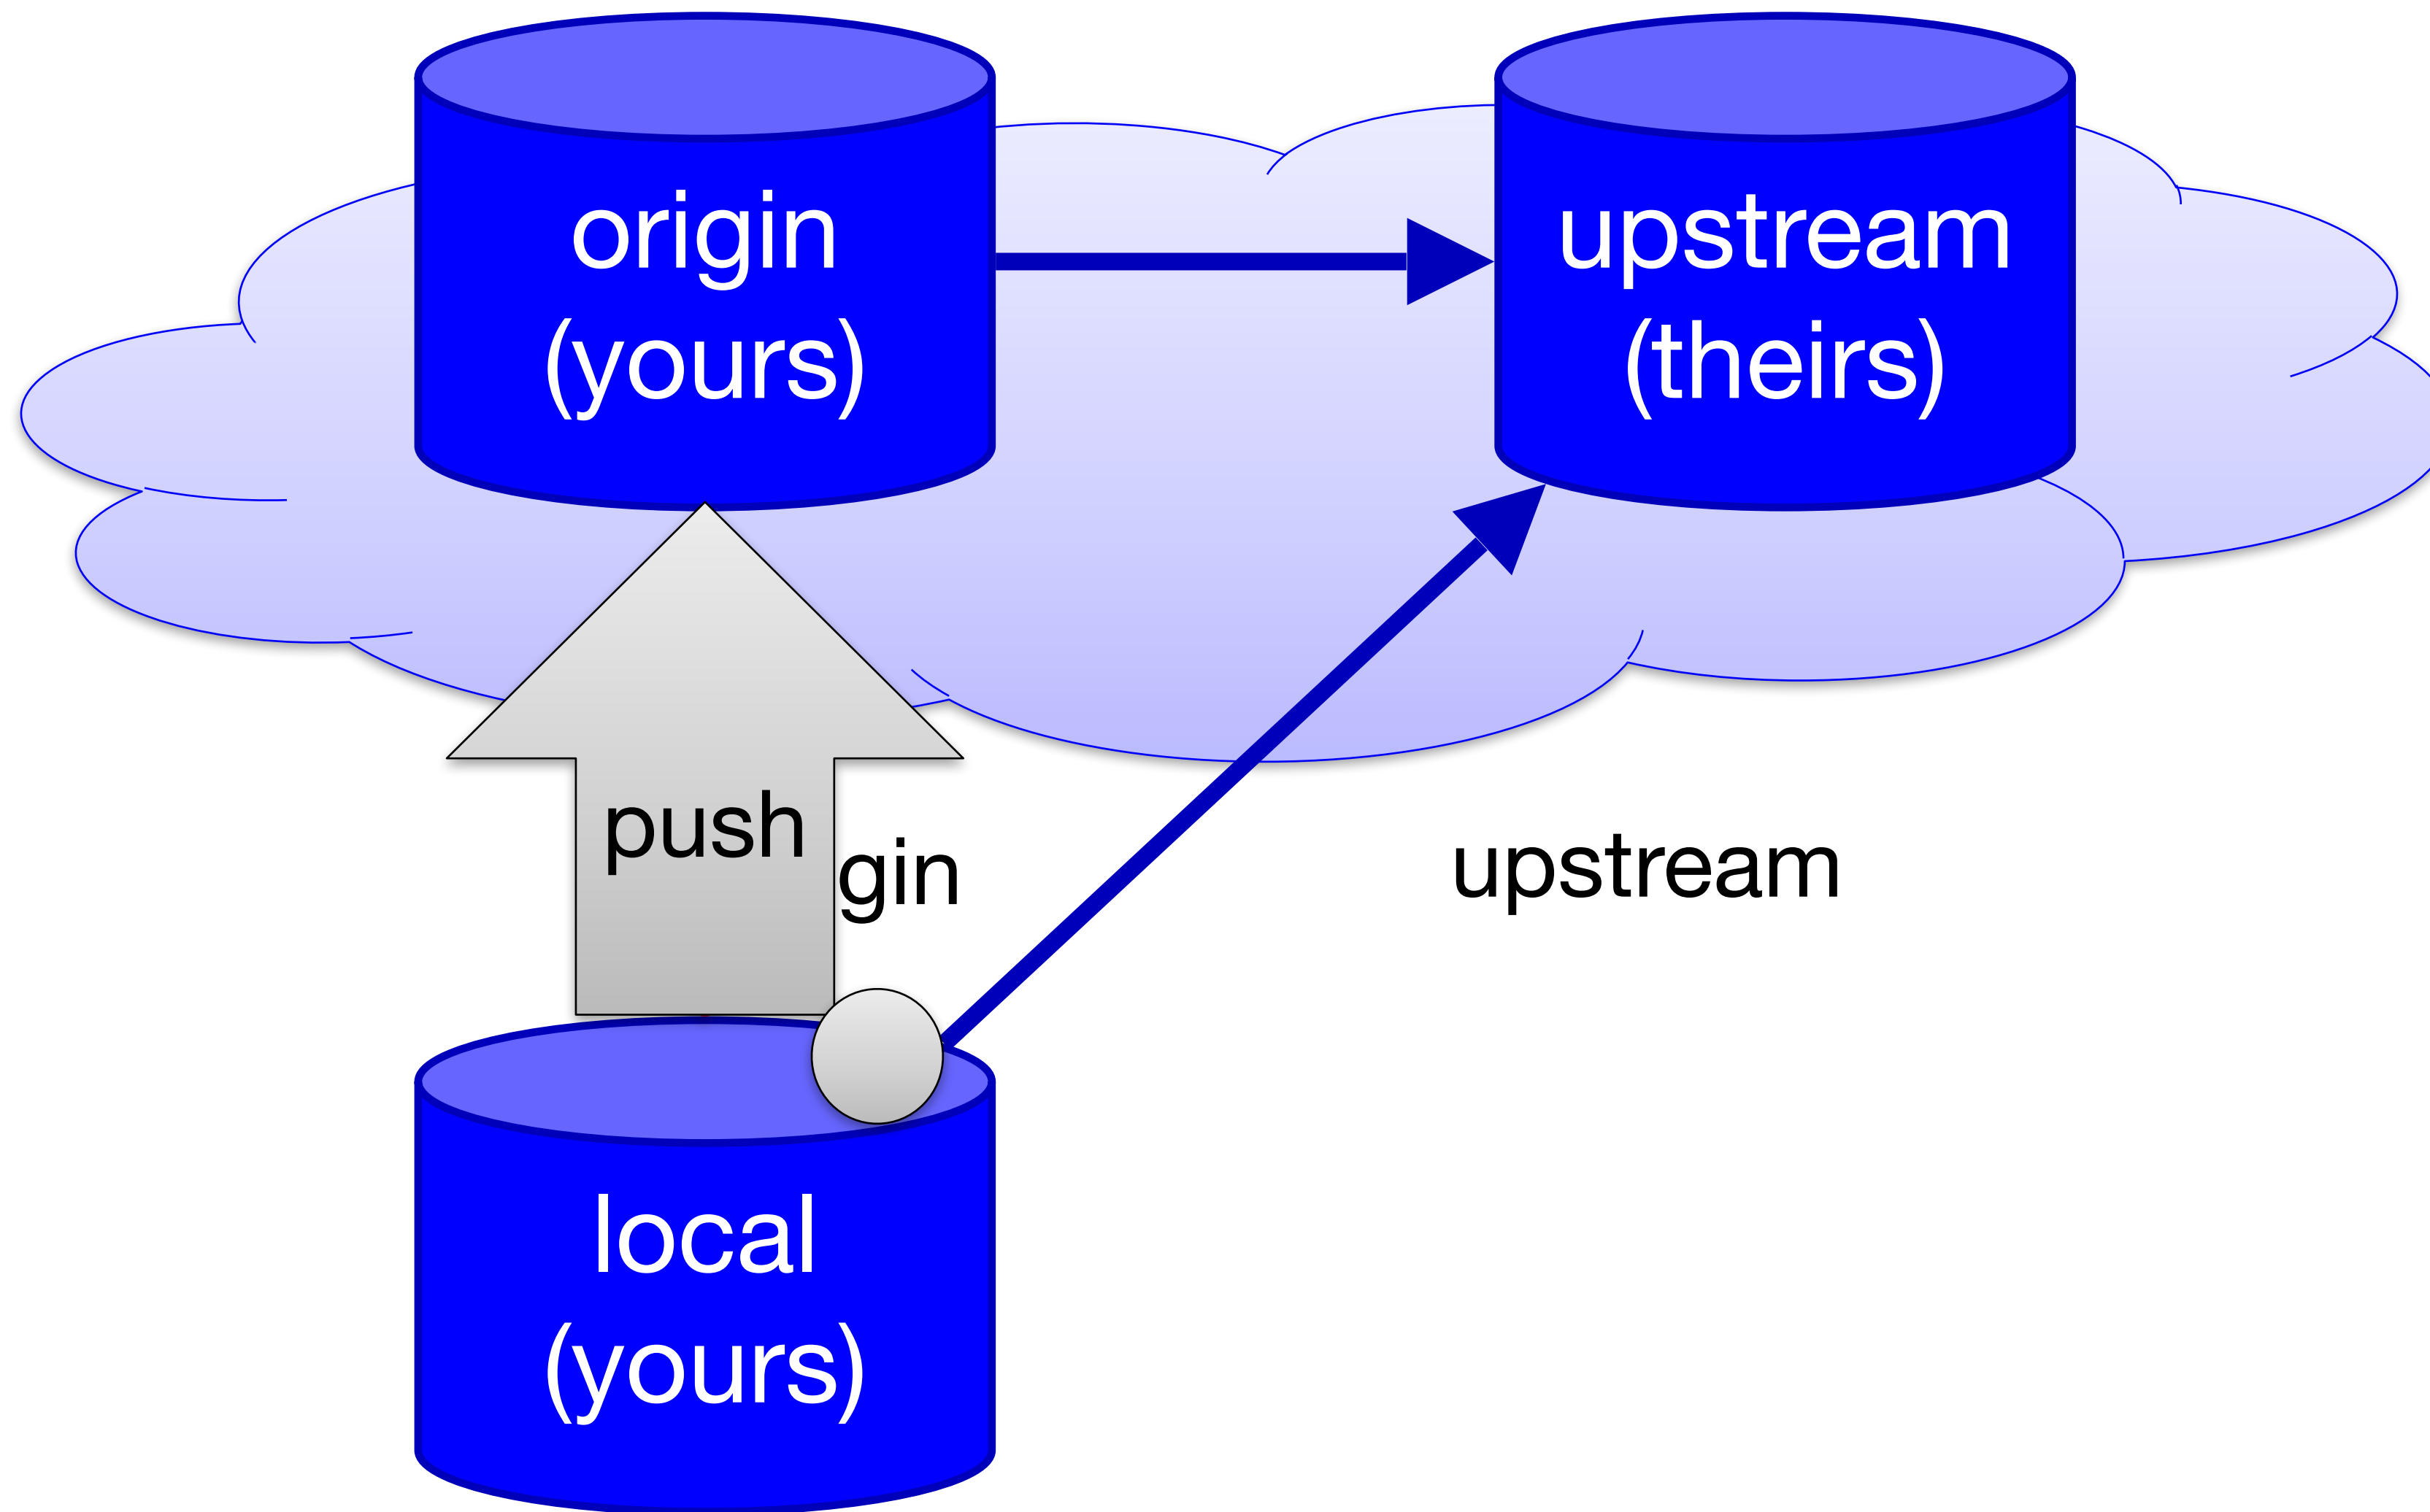 origin
(yours)
upstream
(theirs)
push
gin
upstream
local
(yours)